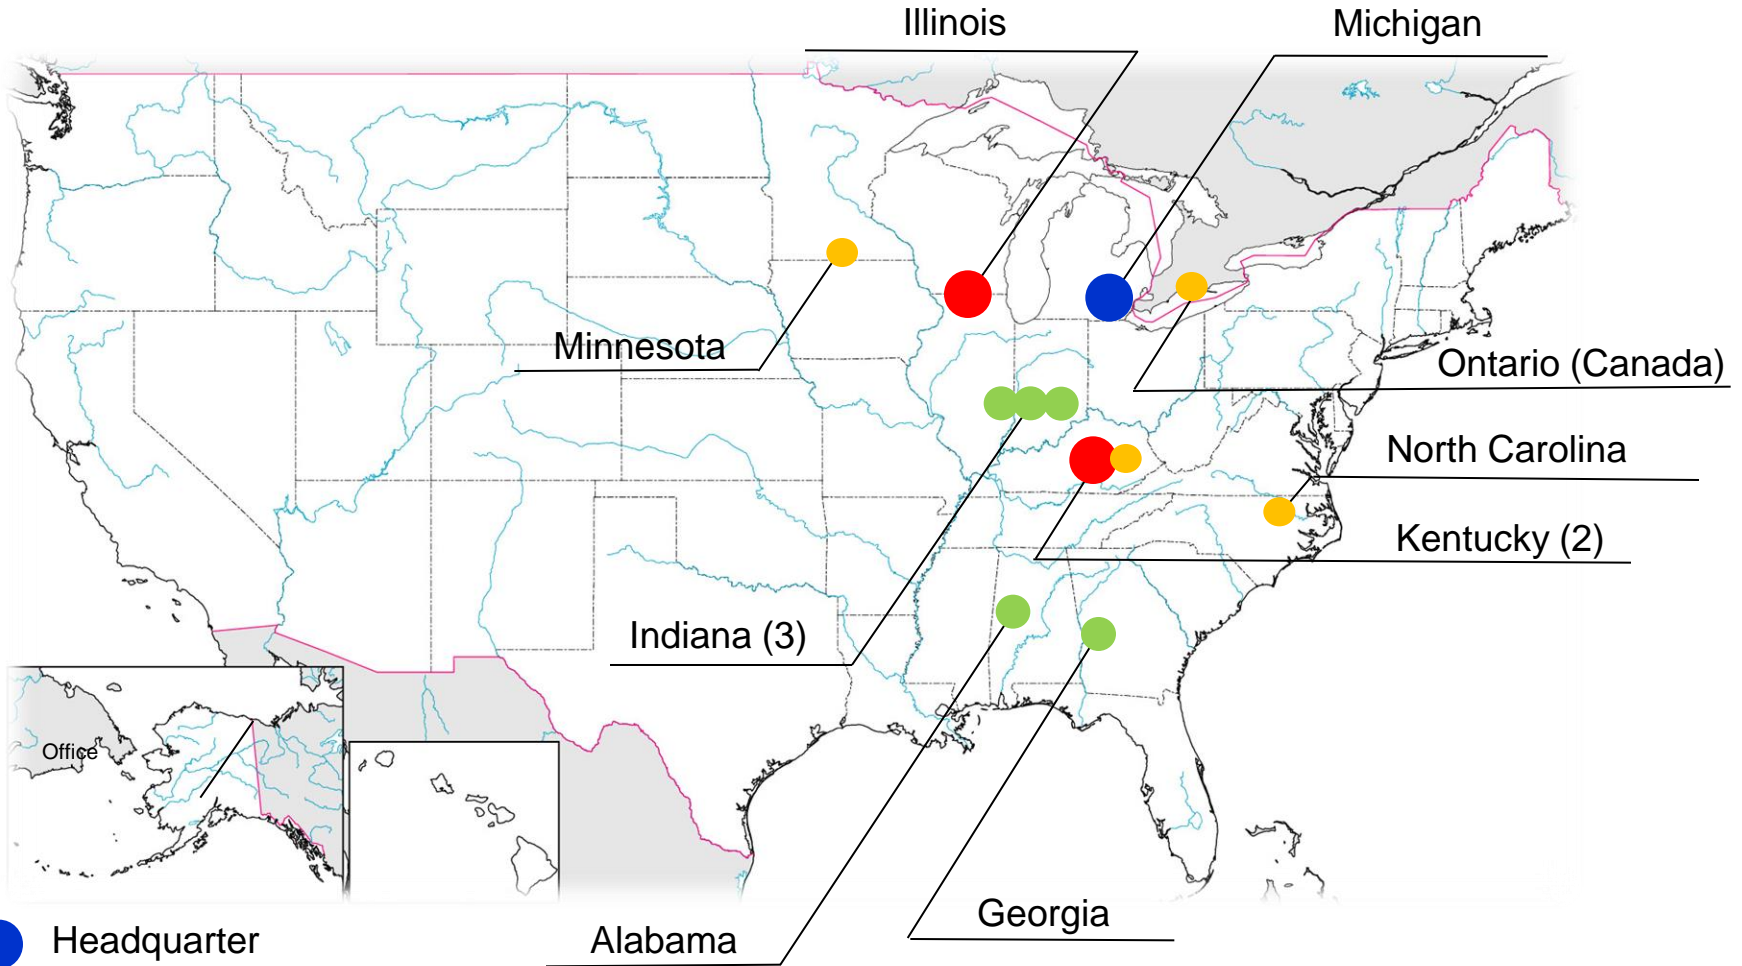 Illinois
Michigan
Minnesota
Ontario (Canada)
North Carolina
Kentucky (2)
Indiana (3)
Office
Georgia
Headquarter
Alabama